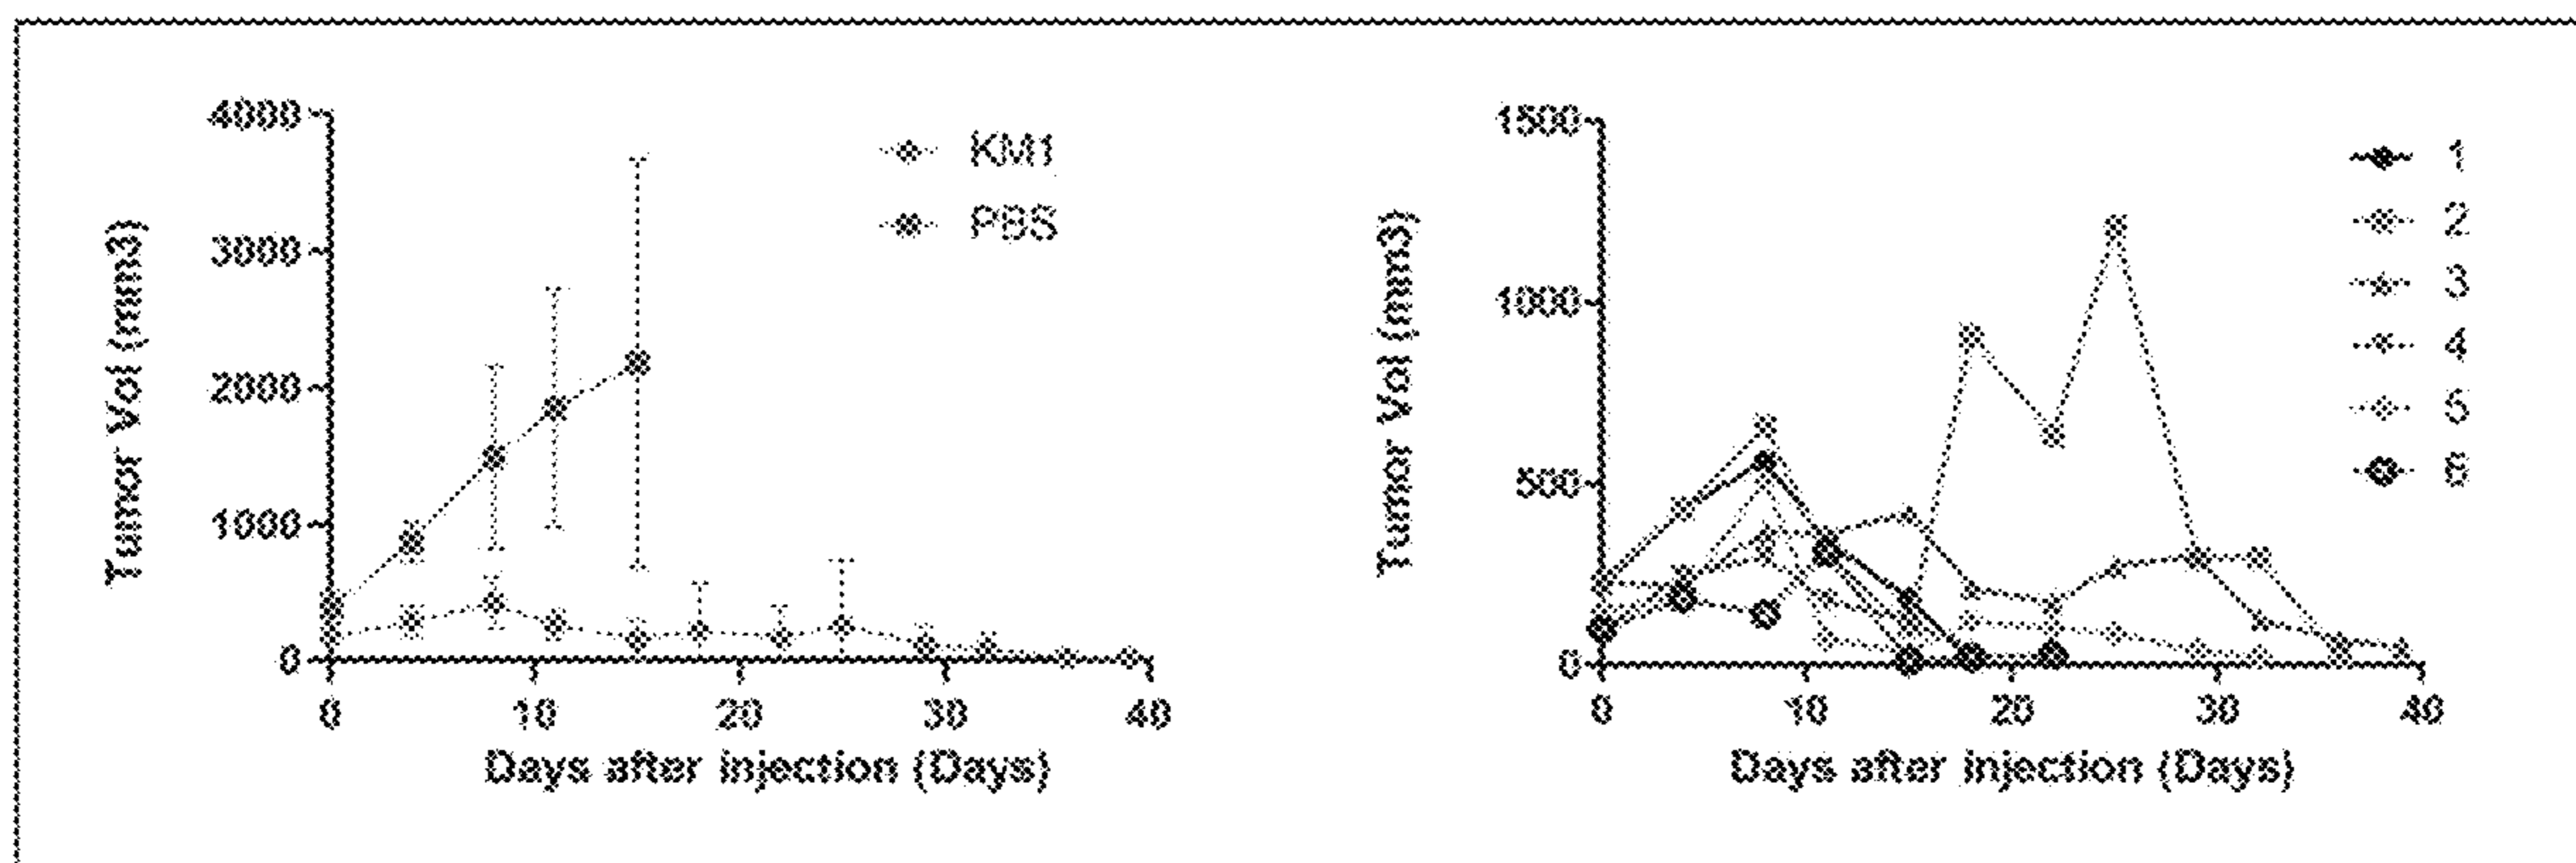 4000
3000
2000
1000
0
Tumor Vol (mm3)
KM1
PBS
0 10 20 30 40
Days after injection (Days)
1500
1000
500
0
Tumor Vol (mm3)
1
2
3
4
5
6
0 10 20 30 40
Days after injection (Days)